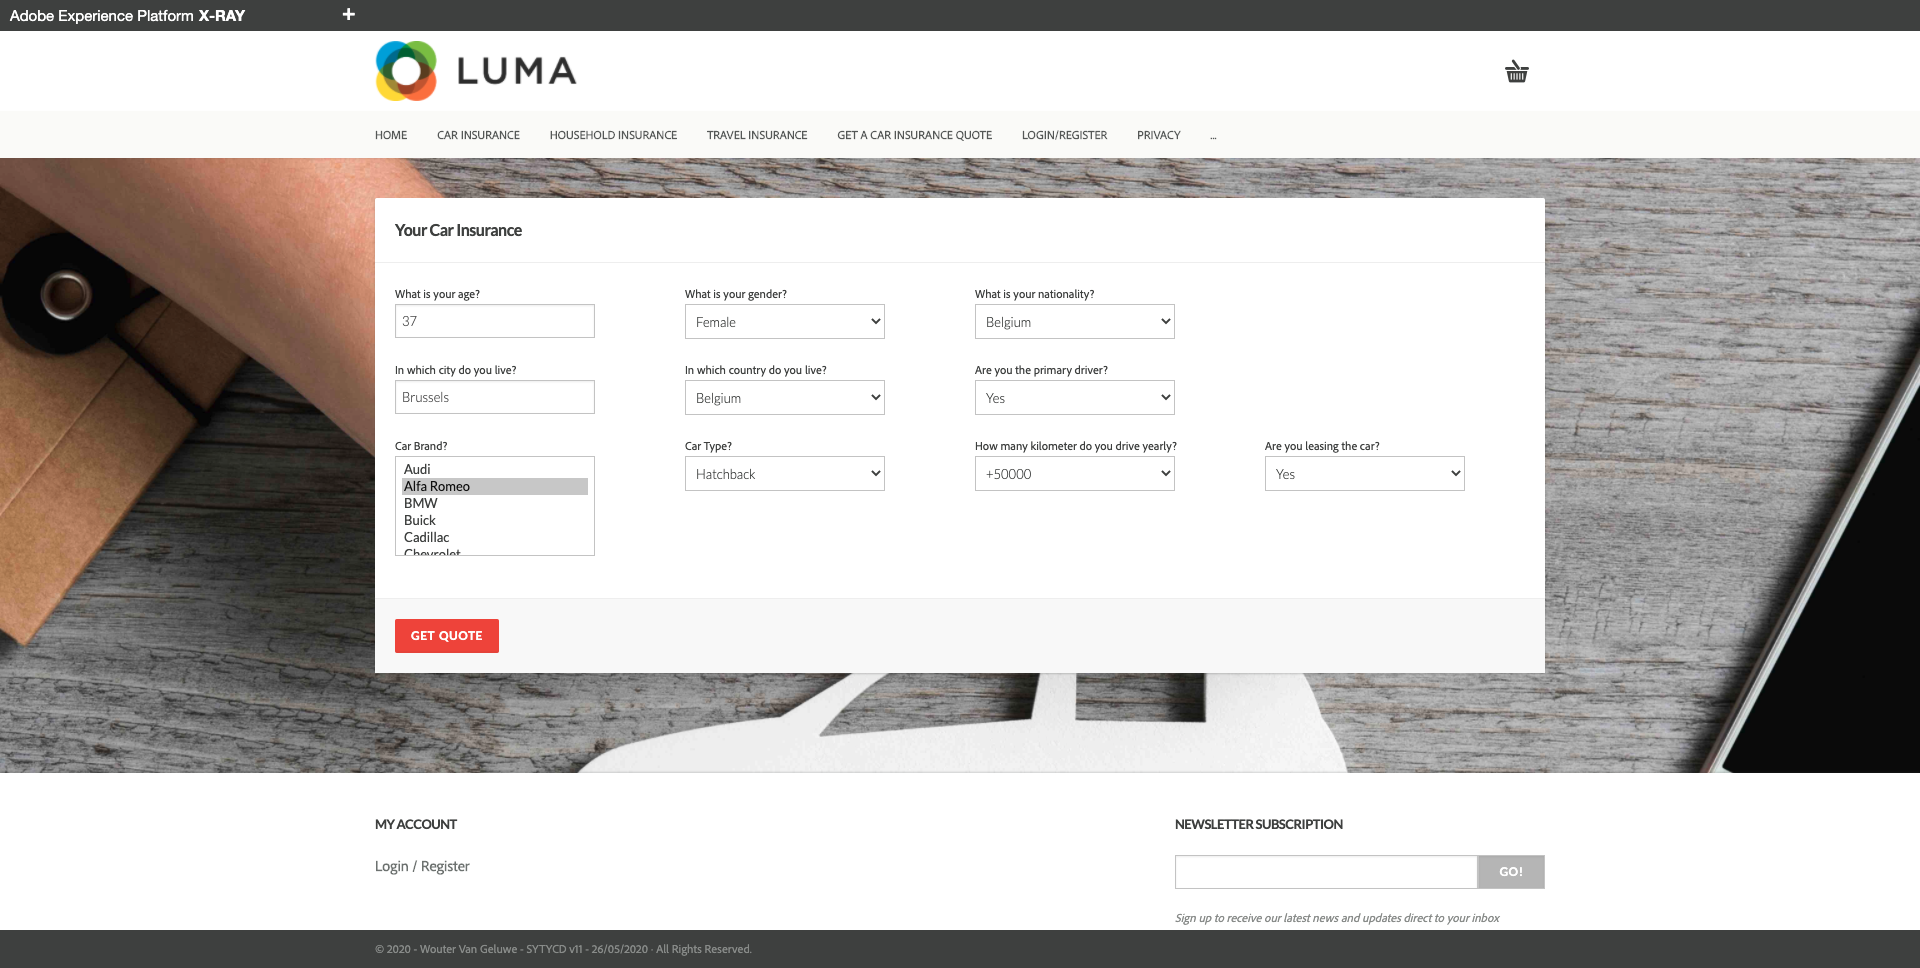 Adobe Experience Platform X-RAY
LUMA
HOME CAR INSURANCE HOUSEHOLD INSURANCE TRAVEL INSURANCE GET A CAR INSURANCE QUOTE LOGIN/REGISTER PRIVACY ...
Your Car Insurance
What is your age? What is your gender? What is your nationality?
37 Female Belgium
In which city do you live? In which country do you live? Are you the primary driver?
Brussels Belgium Yes
Car Brand? Car Type? How many kilometer do you drive yearly? Are you leasing the car?
Audi Hatchback +50000 Yes
Alfa Romeo
BMW
Buick
Cadillac
Chevrolet
GET QUOTE
MY ACCOUNT NEWSLETTER SUBSCRIPTION
Login / Register GO!
Sign up to receive our latest news and updates direct to your inbox
© 2020 - Wouter Van Geluwe - SYTYCD v11 - 26/05/2020 · All Rights Reserved.